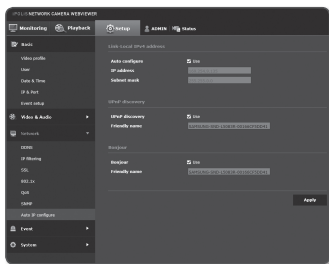 iPOLiS NETWORK CAMERA WEBVIEWER
Monitoring
Playback
Setup
ADMIN
Status
Basic
Video profile
User
Date & Time
IP & Port
Event setup
Video & Audio
Network
DDNS
IP filtering
SSL
802.1x
QoS
SNMP
Auto IP configure
Event
System
Link-Local IPv4 address
Auto configure
Use
IP address
Subnet mask
UPnP discovery
UPnP discovery
Use
Friendly name
Bonjour
Bonjour
Use
Friendly name
Apply